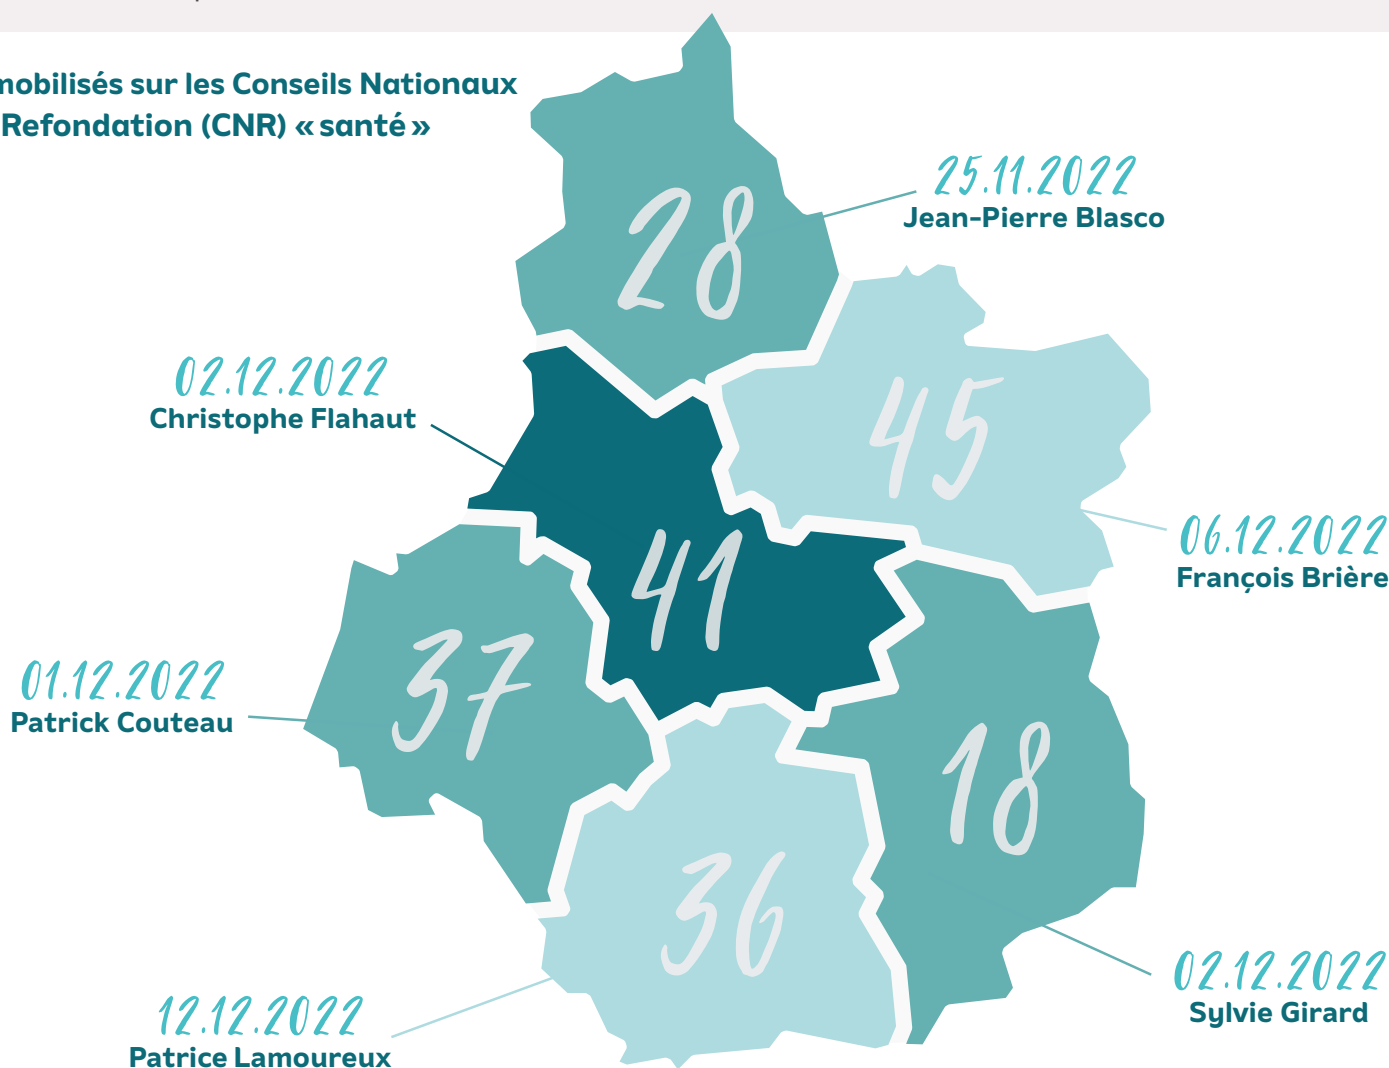 mobilisés sur les Conseils Nationaux
Refondation (CNR) « santé »
28
25.11.2022
Jean-Pierre Blasco
02.12.2022
Christophe Flahaut
45
06.12.2022
François Brière
41
37
01.12.2022
Patrick Couteau
18
36
02.12.2022
Sylvie Girard
12.12.2022
Patrice Lamoureux